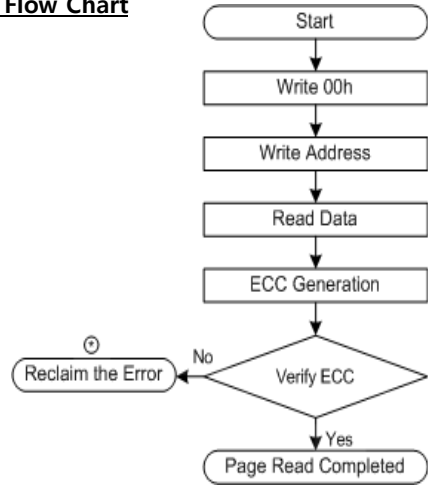 Flow Chart
Start
Write 00h
Write Address
Read Data
ECC Generation
*
No
Reclaim the Error
Verify ECC
Yes
Page Read Completed